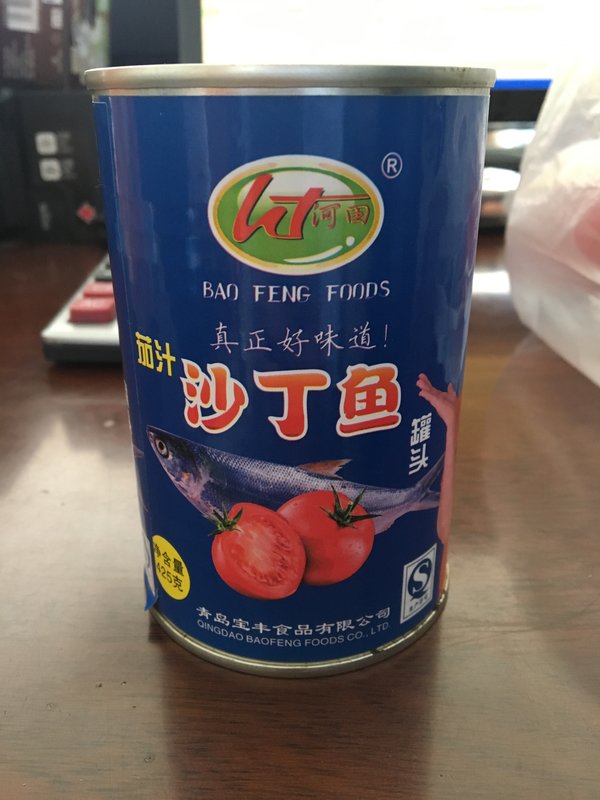 ht 河田 ®
BAO FENG FOODS
真正好味道!
茄汁
沙丁鱼
罐头
净含量
425克
青岛宝丰食品有限公司
QINGDAO BAOFENG FOODS CO., LTD.
S